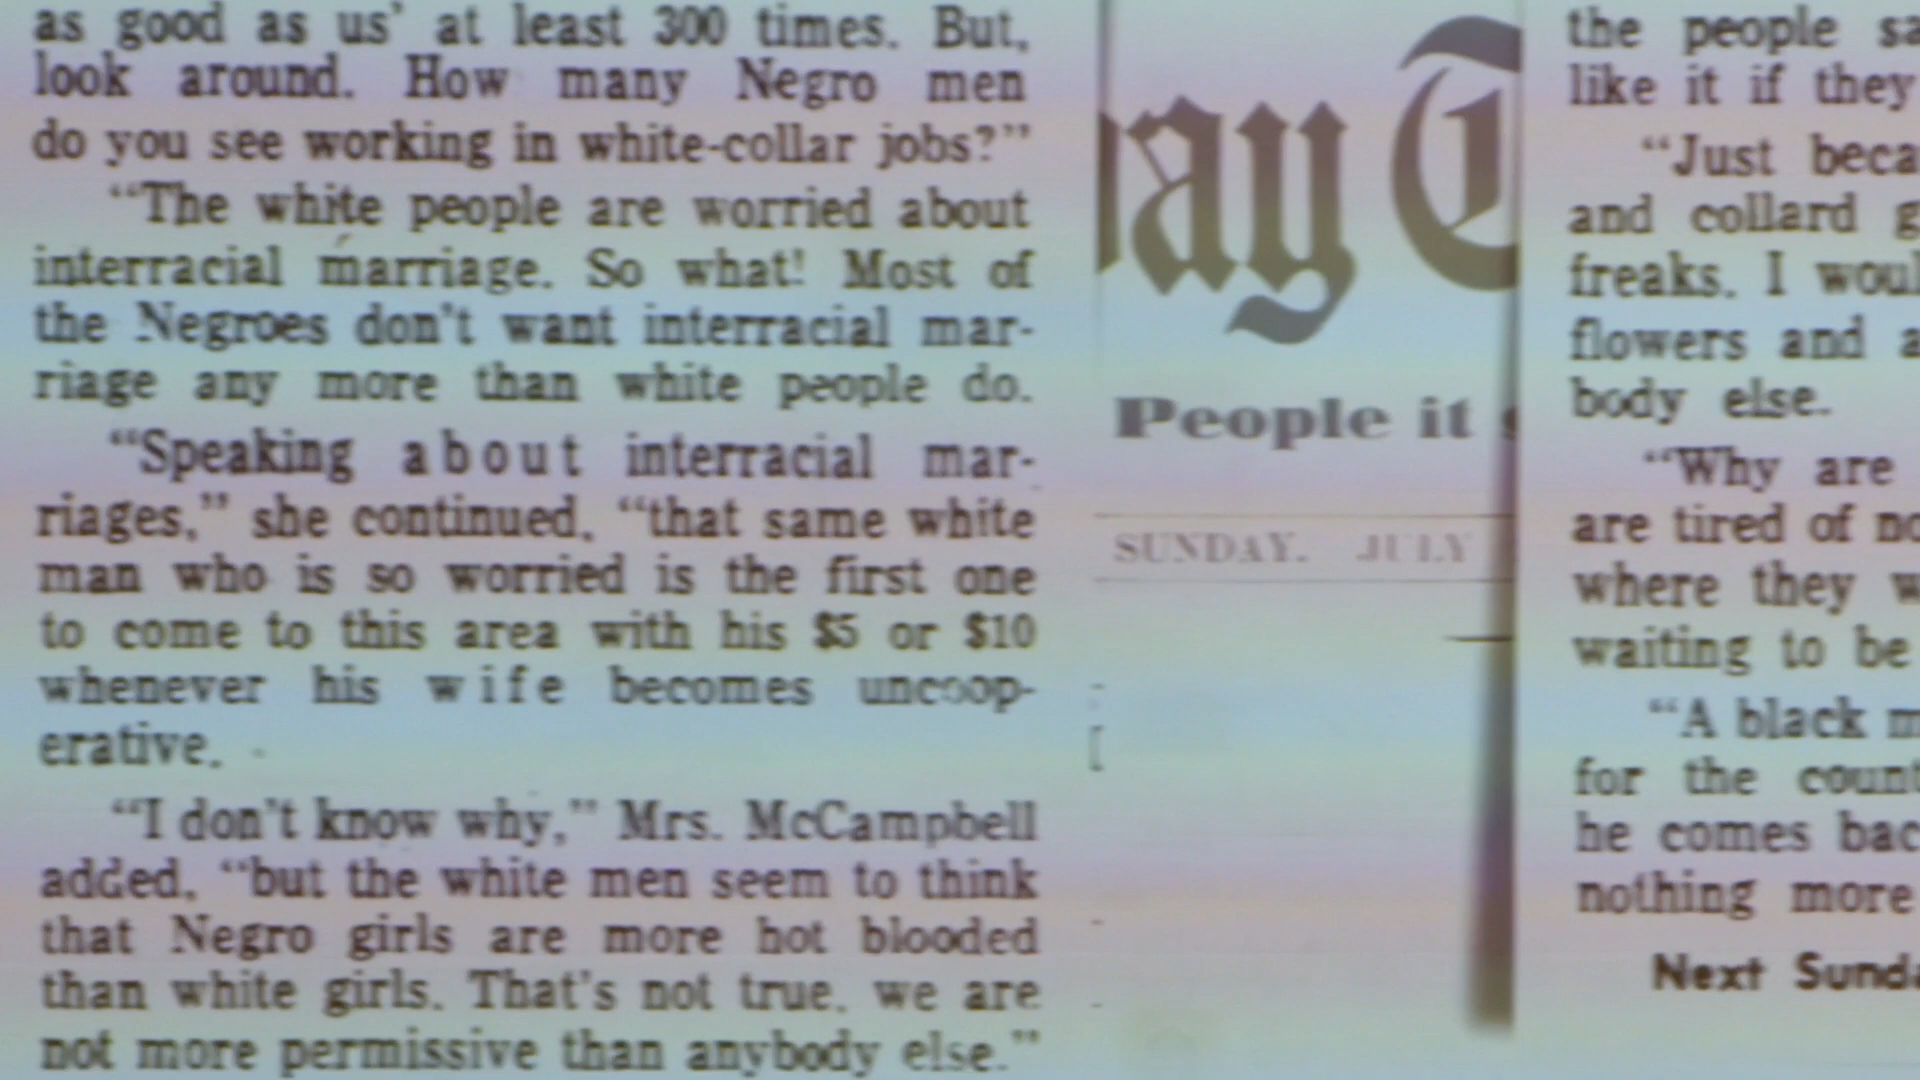 as good as us' at least 300 times. But,
look around. How many Negro men
do you see working in white-collar jobs?"
"The white people are worried about
interracial marriage. So what! Most of
the Negroes don't want interracial mar-
riage any more than white people do.
"Speaking about interracial mar-
riages," she continued, "that same white
man who is so worried is the first one
to come to this area with his $5 or $10
whenever his wife becomes uncoop-
erative.
"I don't know why," Mrs. McCampbell
added, "but the white men seem to think
that Negro girls are more hot blooded
than white girls. That's not true, we are
not more permissive than anybody else."
ay
People it
SUNDAY, JULY
the people
like it if they
"Just
and collard
freaks. I
flowers and
body else.
"Why are
are tired of
where they
waiting to be
"A black
for the
he comes
nothing more
Next